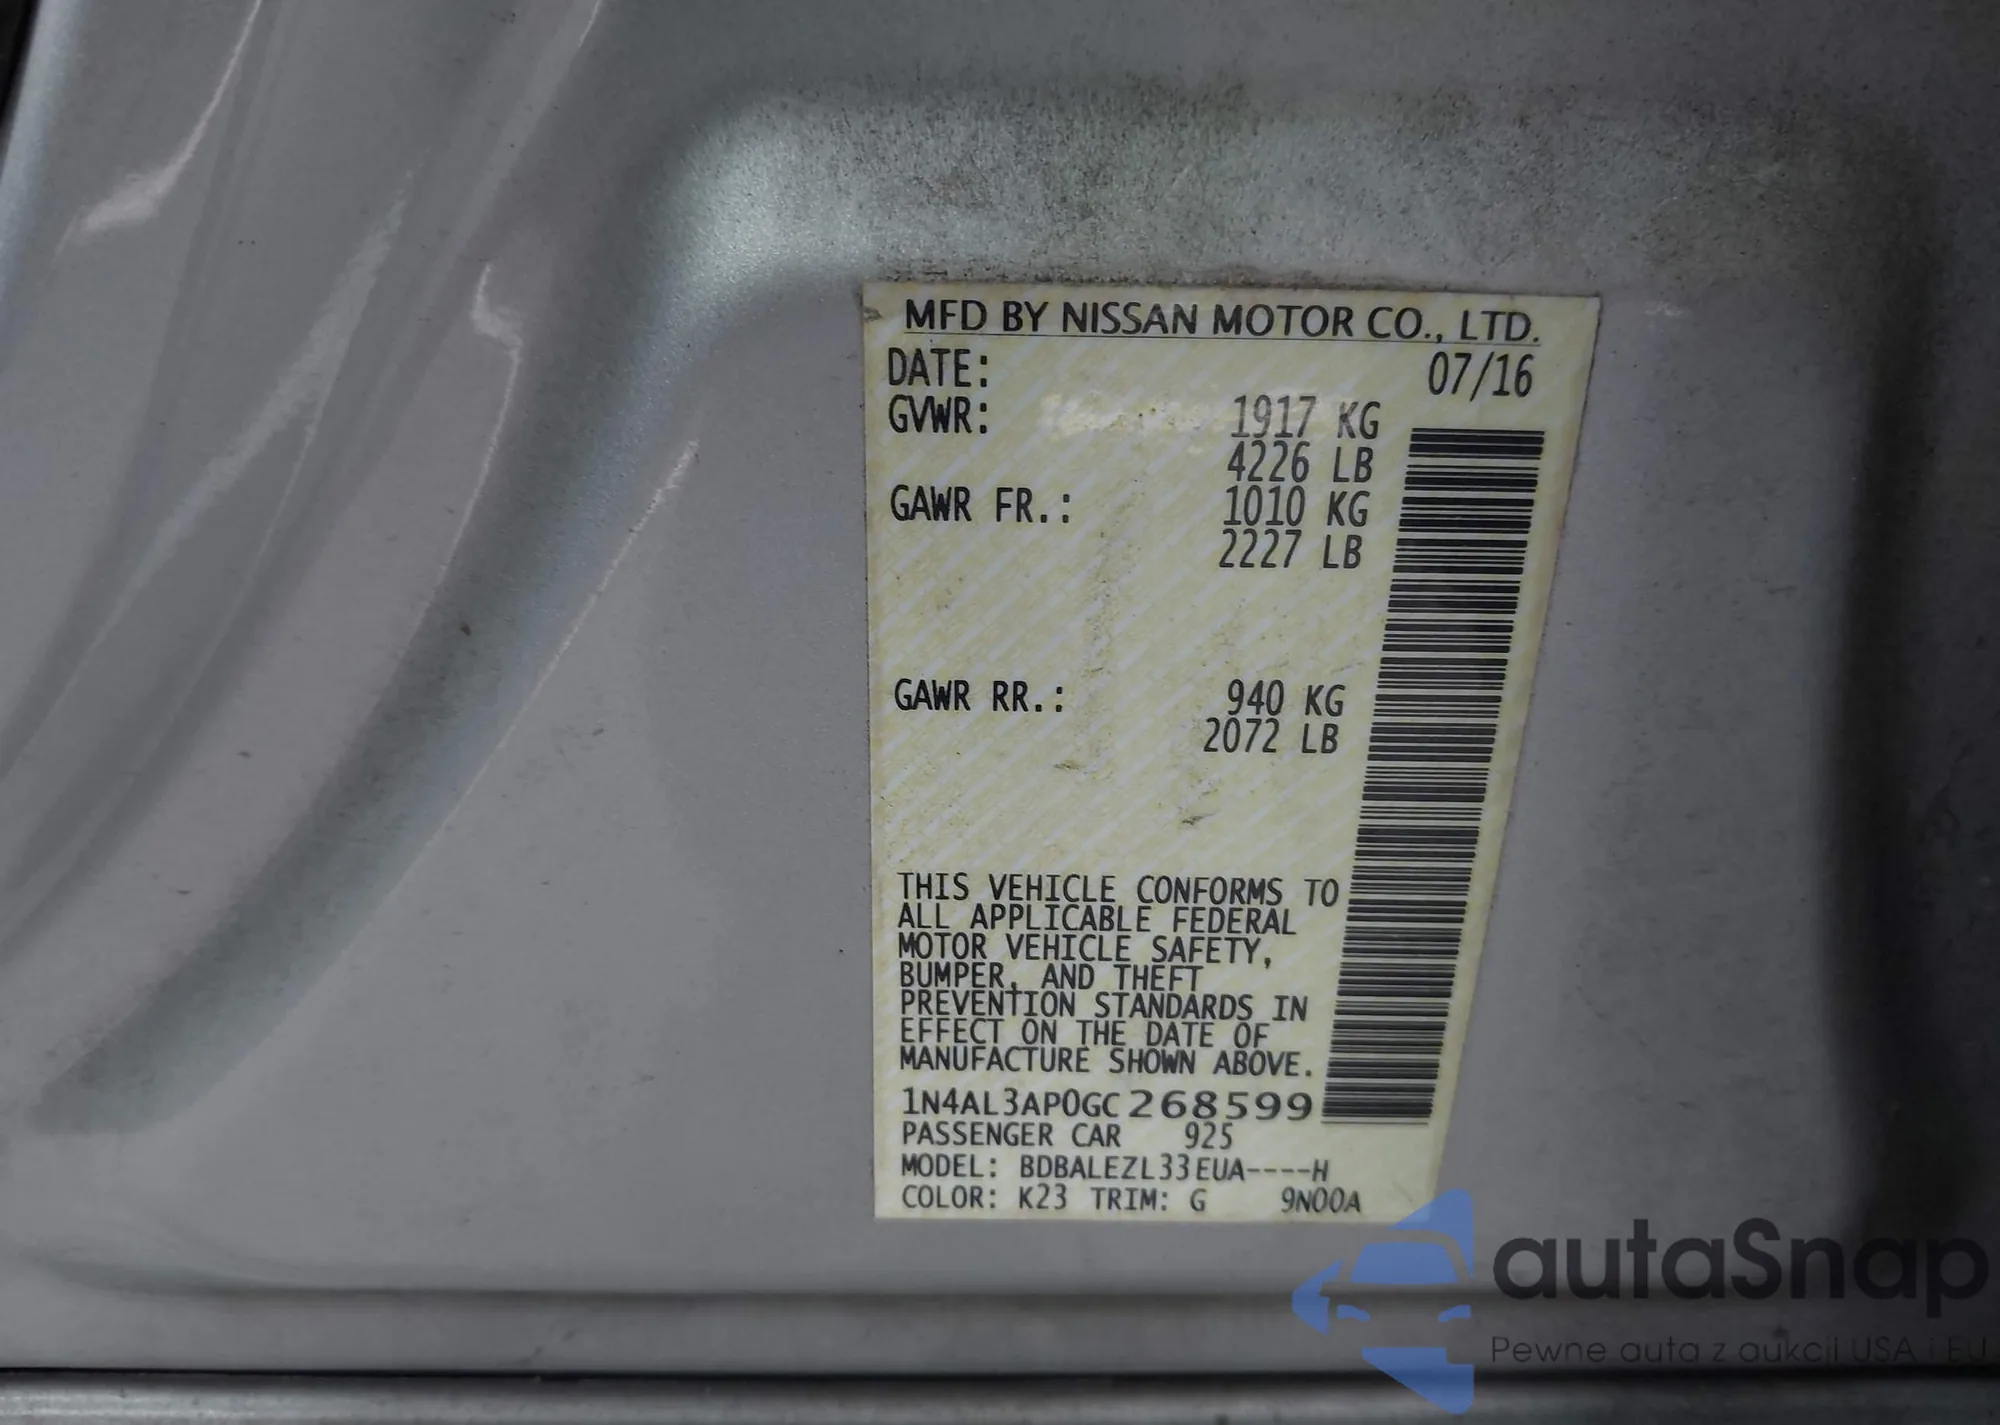 MFD BY NISSAN MOTOR CO., LTD.
DATE: 07/16
GVWR: 1917 KG
4226 LB
GAWR FR.: 1010 KG
2227 LB
GAWR RR.: 940 KG
2072 LB
THIS VEHICLE CONFORMS TO
ALL APPLICABLE FEDERAL
MOTOR VEHICLE SAFETY,
BUMPER, AND THEFT
PREVENTION STANDARDS IN
EFFECT ON THE DATE OF
MANUFACTURE SHOWN ABOVE.
1N4AL3AP0GC268599
PASSENGER CAR 925
MODEL: BDBALEZL33EUA----H
COLOR: K23 TRIM: G 9N00A
autaSnap
Pewne auta z aukcji USA i EU